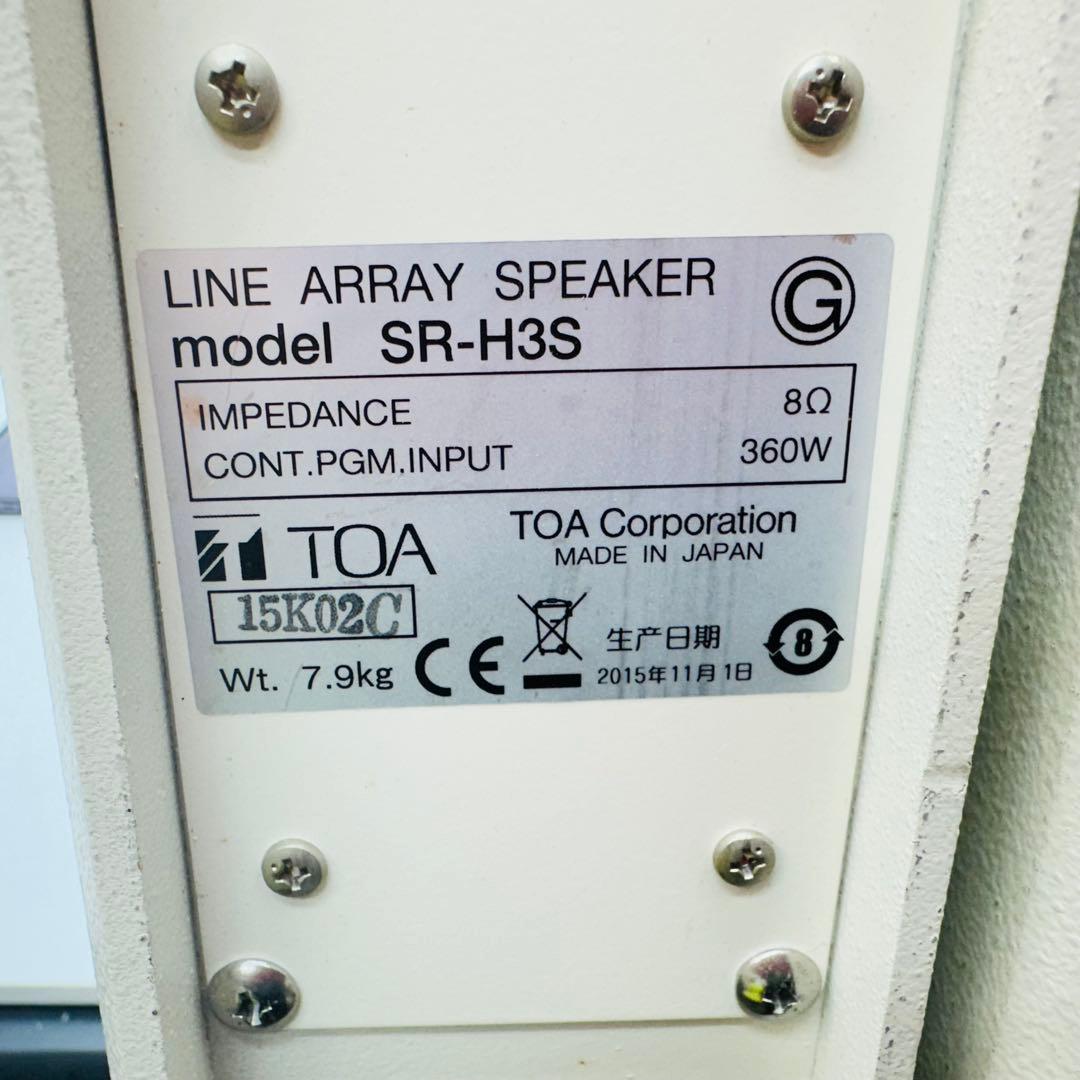 LINE ARRAY SPEAKER
G
model SR-H3S
IMPEDANCE 8Ω
CONT.PGM.INPUT 360W
TOA
TOA Corporation
MADE IN JAPAN
15K02C
Wt. 7.9kg
CE
生产日期
2015年11月1日
8